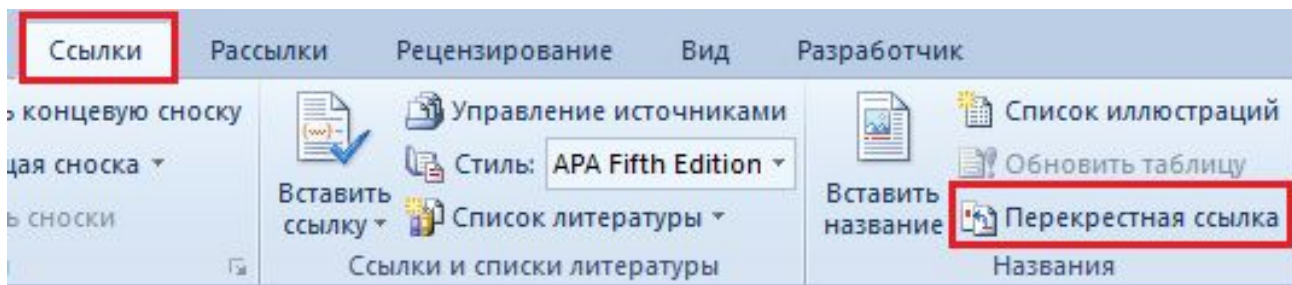 Ссылки Рассылки Рецензирование Вид Разработчик
концевую сноску
сноска
сноски
Вставить ссылку
Управление источниками
Стиль: APA Fifth Edition
Список литературы
Ссылки и списки литературы
Вставить название
Список иллюстраций
Обновить таблицу
Перекрестная ссылка
Названия